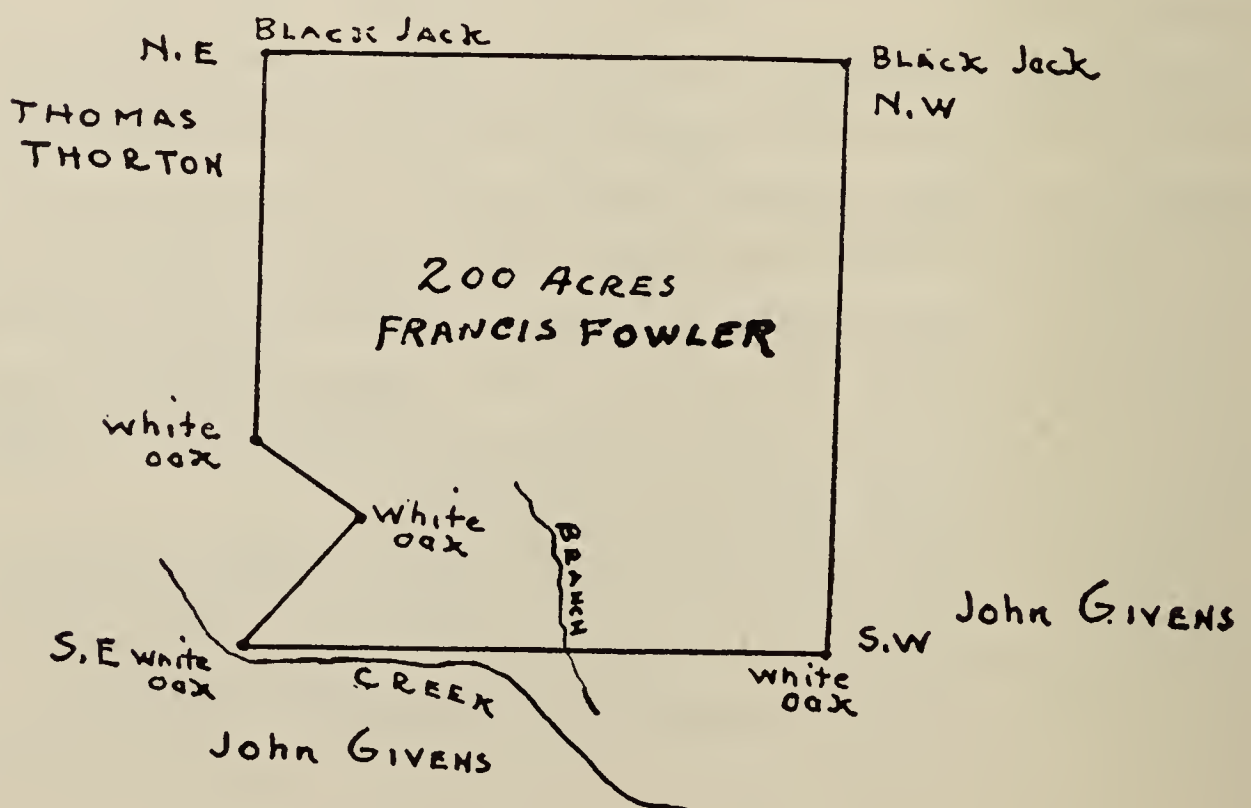 BLACK JACK
N.E
BLACK Jack
N.W
THOMAS
THORTON
200 ACRES
FRANCIS FOWLER
white
oak
White
oak
BRANCH
S.E white
oak
CREEK
S.W
white
oak
John GIVENS
John GIVENS